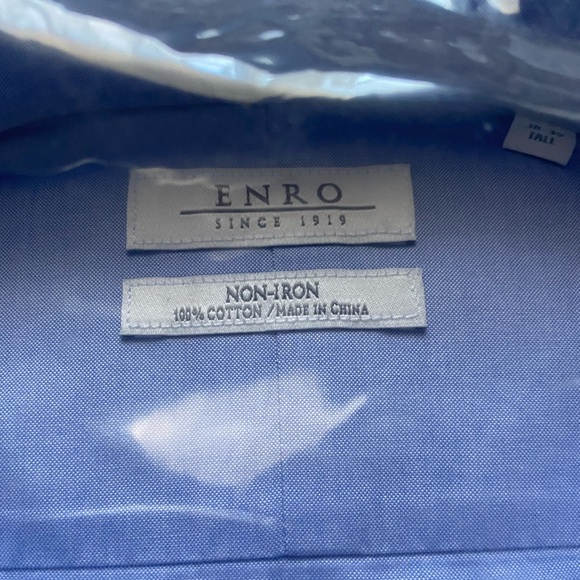 TALL
ENRO
SINCE 1919
NON-IRON
100% COTTON / MADE IN CHINA